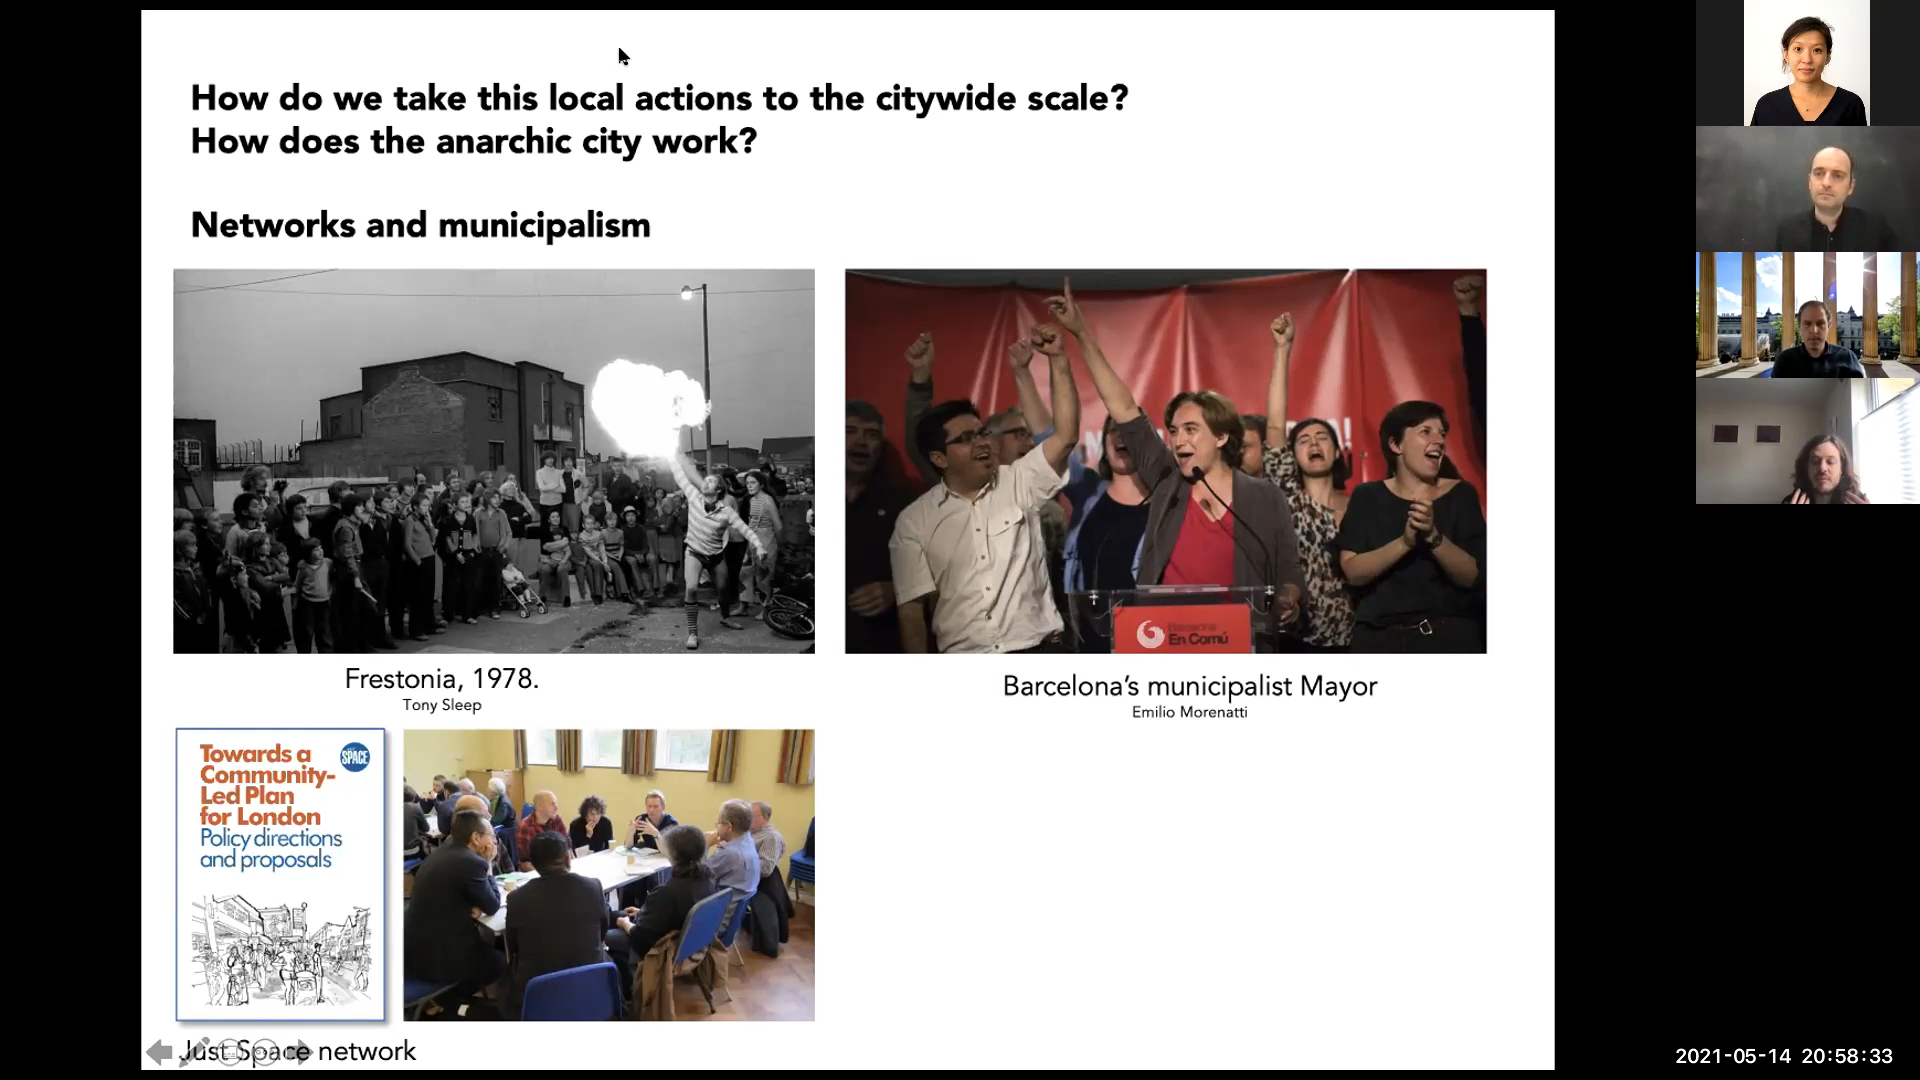 How do we take this local actions to the citywide scale?
How does the anarchic city work?
Networks and municipalism
En Comú
Frestonia, 1978.
Tony Sleep
Barcelona's municipalist Mayor
Emilio Morenatti
Towards a
Community-
Led Plan
for London
Policy directions
and proposals
SPACE
Just Space network
2021-05-14 20:58:33